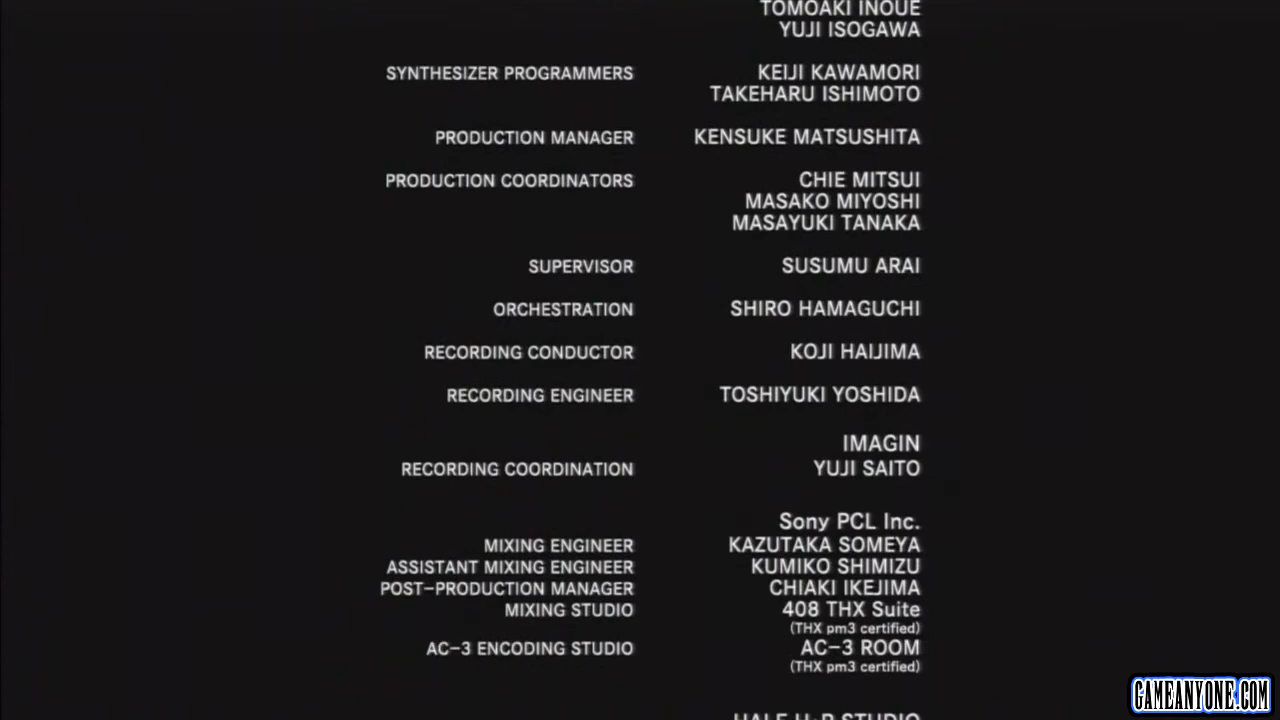 TOMOAKI INOUE
YUJI ISOGAWA
SYNTHESIZER PROGRAMMERS KEIJI KAWAMORI
TAKEHARU ISHIMOTO
PRODUCTION MANAGER KENSUKE MATSUSHITA
PRODUCTION COORDINATORS CHIE MITSUI
MASAKO MIYOSHI
MASAYUKI TANAKA
SUPERVISOR SUSUMU ARAI
ORCHESTRATION SHIRO HAMAGUCHI
RECORDING CONDUCTOR KOJI HAIJIMA
RECORDING ENGINEER TOSHIYUKI YOSHIDA
IMAGIN
RECORDING COORDINATION YUJI SAITO
Sony PCL Inc.
MIXING ENGINEER KAZUTAKA SOMEYA
ASSISTANT MIXING ENGINEER KUMIKO SHIMIZU
POST-PRODUCTION MANAGER CHIAKI IKEJIMA
MIXING STUDIO 408 THX Suite
(THX pm3 certified)
AC-3 ENCODING STUDIO AC-3 ROOM
(THX pm3 certified)
STUDIO
GAMEANYONE.COM